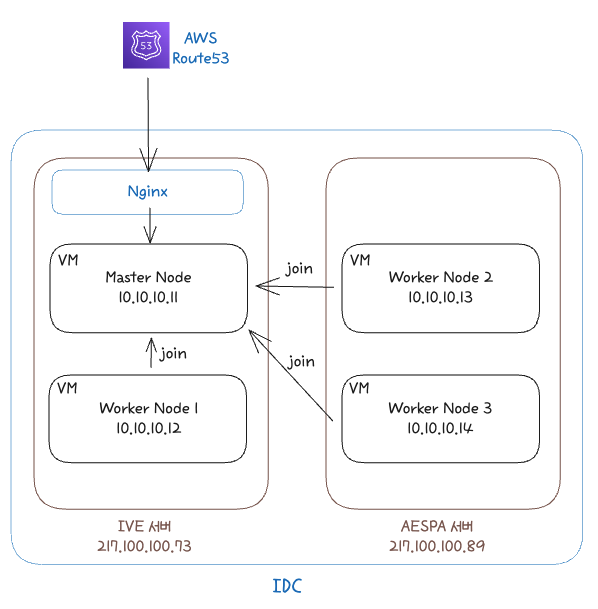 53
AWS
Route53
Nginx
VM
Master Node
10.10.10.11
join
VM
Worker Node 2
10.10.10.13
join
join
VM
Worker Node 1
10.10.10.12
VM
Worker Node 3
10.10.10.14
IVE 서버
217.100.100.73
AESPA 서버
217.100.100.89
IDC